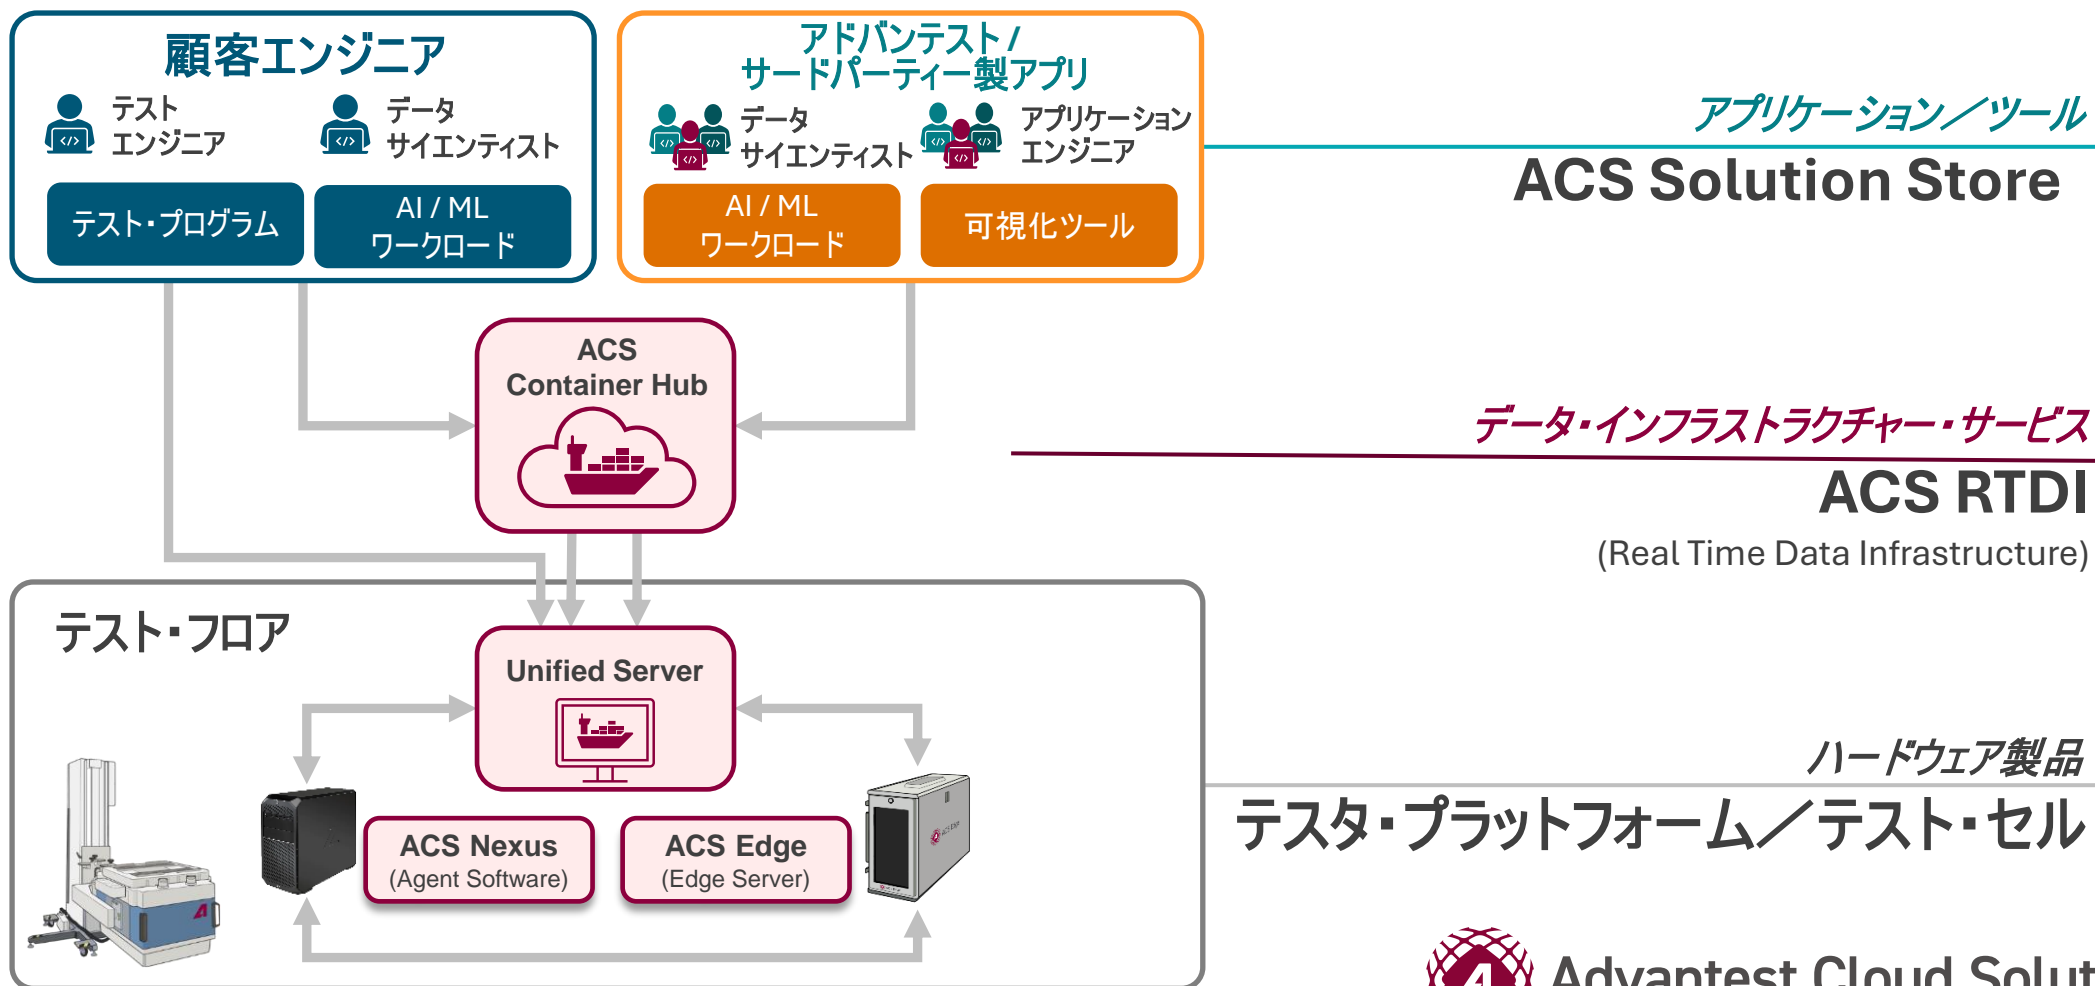 顧客エンジニア
テスト
エンジニア
データ
サイエンティスト
テスト・プログラム
AI / ML
ワークロード
アドバンテスト /
サードパーティー製アプリ
データ
サイエンティスト
アプリケーション
エンジニア
AI / ML
ワークロード
可視化ツール
アプリケーション／ツール
ACS Solution Store
ACS
Container Hub
データ・インフラストラクチャー・サービス
ACS RTDI
(Real Time Data Infrastructure)
テスト・フロア
Unified Server
ACS Nexus
(Agent Software)
ACS Edge
(Edge Server)
ACS Edge
ハードウェア製品
テスタ・プラットフォーム／テスト・セル
Advantest Cloud Solut